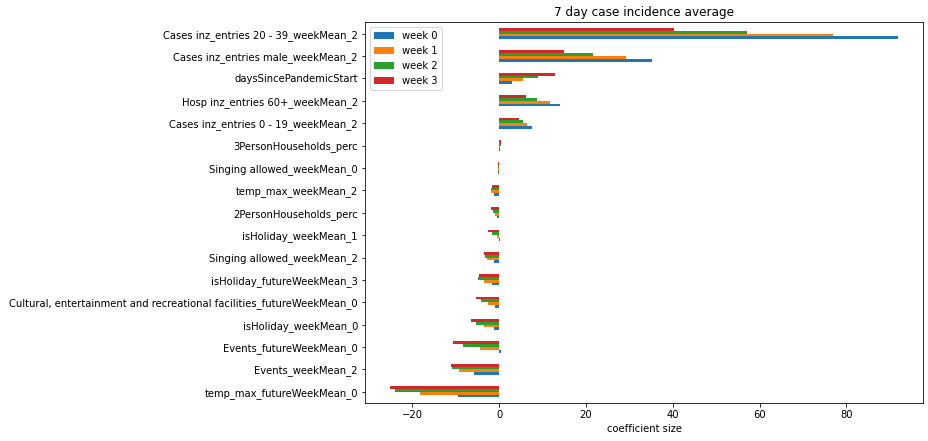 7 day case incidence average
Cases inz_entries 20 - 39_weekMean_2
Cases inz_entries male_weekMean_2
daysSincePandemicStart
Hosp inz_entries 60+_weekMean_2
Cases inz_entries 0 - 19_weekMean_2
3PersonHouseholds_perc
Singing allowed_weekMean_0
temp_max_weekMean_2
2PersonHouseholds_perc
isHoliday_weekMean_1
Singing allowed_weekMean_2
isHoliday_futureWeekMean_3
Cultural, entertainment and recreational facilities_futureWeekMean_0
isHoliday_weekMean_0
Events_futureWeekMean_0
Events_weekMean_2
temp_max_futureWeekMean_0
week 0
week 1
week 2
week 3
−20 0 20 40 60 80
coefficient size